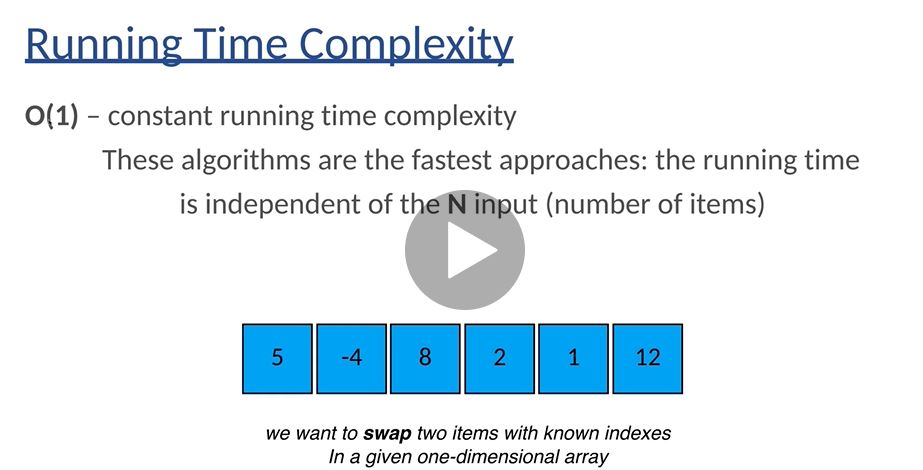 Running Time Complexity
O(1) – constant running time complexity
These algorithms are the fastest approaches: the running time
is independent of the N input (number of items)
5 -4 8 2 1 12
we want to swap two items with known indexes
In a given one-dimensional array